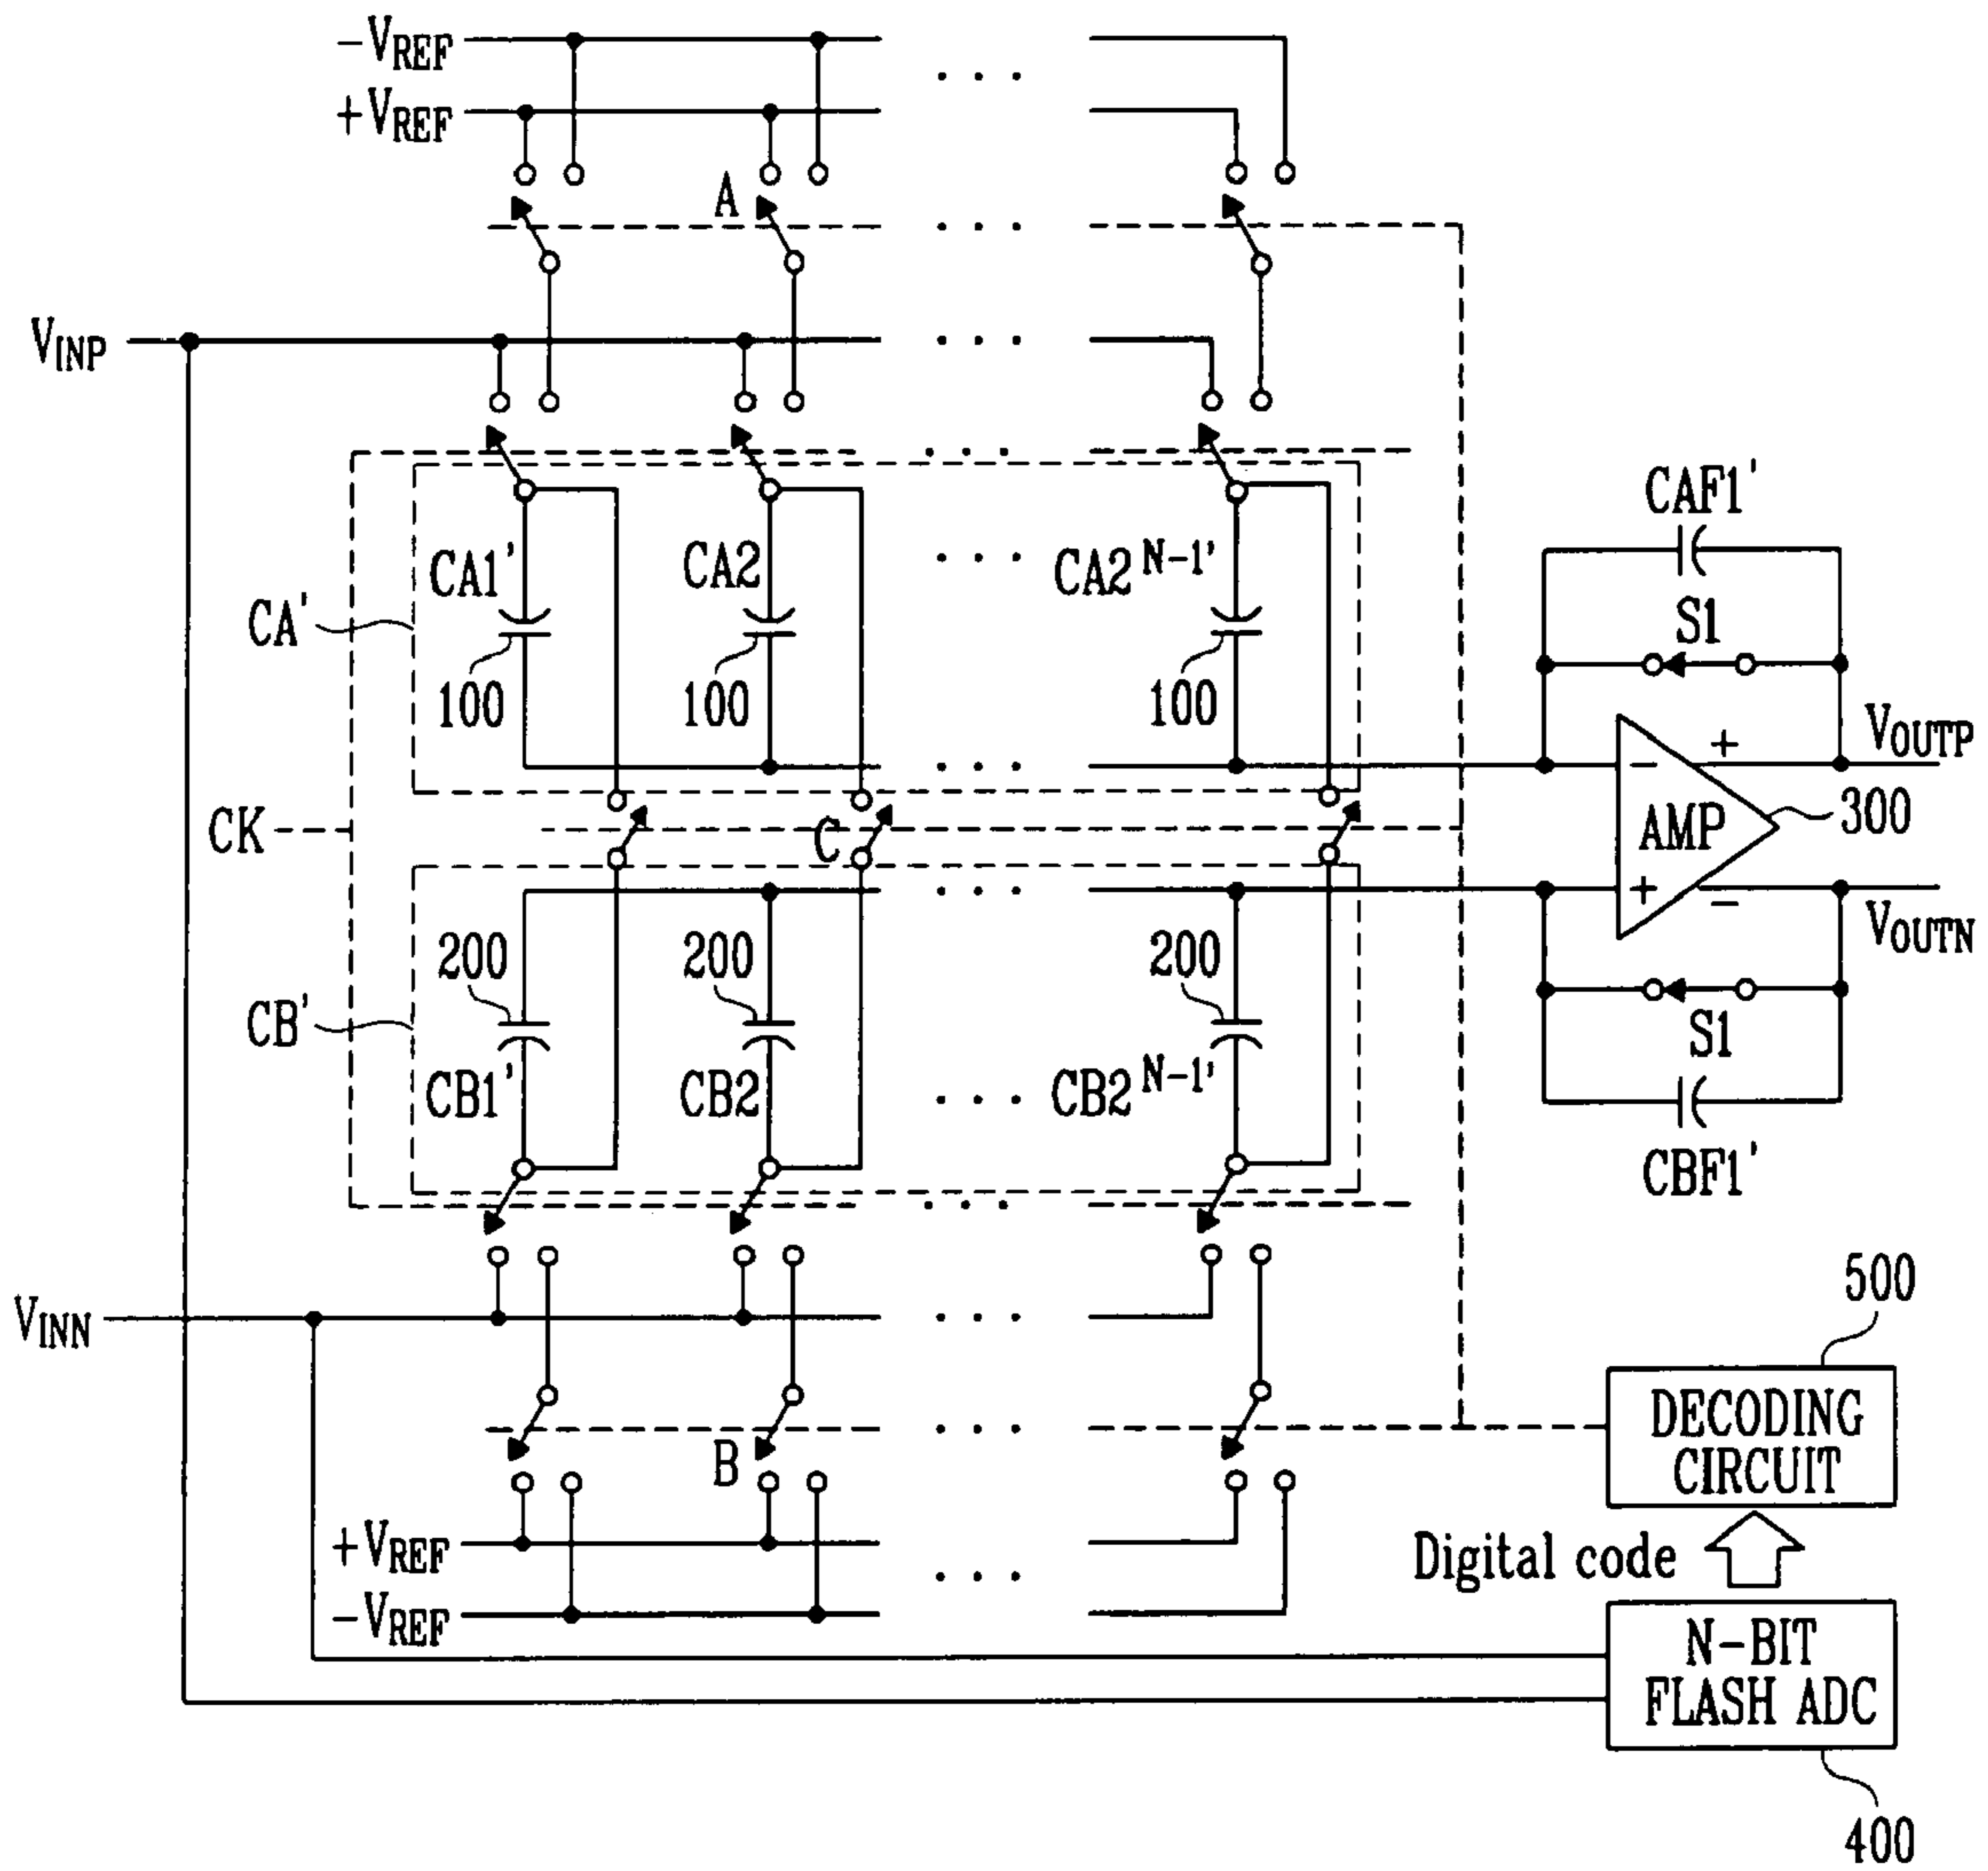 −VREF
+VREF
A
VINP
CAF1'
CA1'
CA2
CA2N-1'
CA'
S1
100
100
100
VOUTP
+
−
CK
C
AMP
300
+
−
VOUTN
200
200
200
CB'
S1
CB1'
CB2
CB2N-1'
CBF1'
500
VINN
DECODING
CIRCUIT
B
+VREF
Digital code
−VREF
N-BIT
FLASH ADC
400